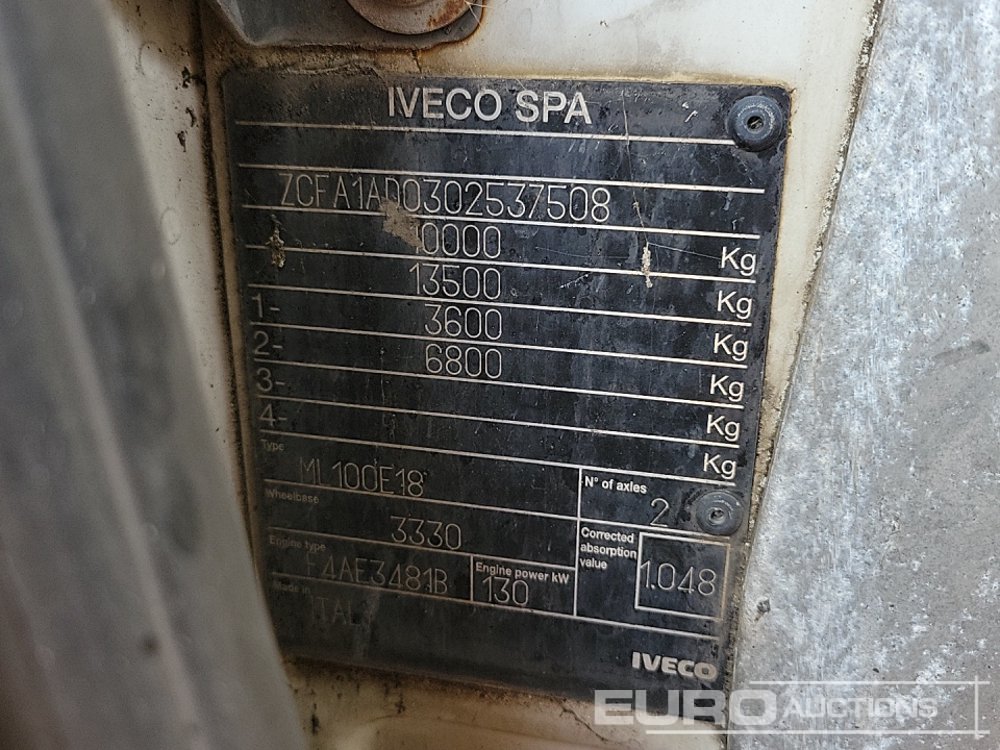 IVECO SPA
ZCFA1AD0302537508
10000 Kg
13500 Kg
1- 3600 Kg
2- 6800 Kg
3- Kg
4- Kg
Type ML100E18 N° of axles 2
Wheelbase 3330 Corrected absorption value 1.048
Engine type F4AE3481B Engine power kW 130
Made in ITALY
IVECO
EURO AUCTIONS